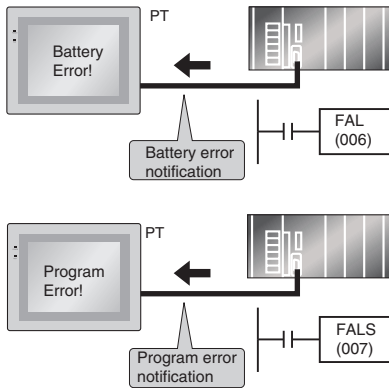 PT
Battery
Error!
Battery error
notification
FAL
(006)
PT
Program
Error!
Program error
notification
FALS
(007)